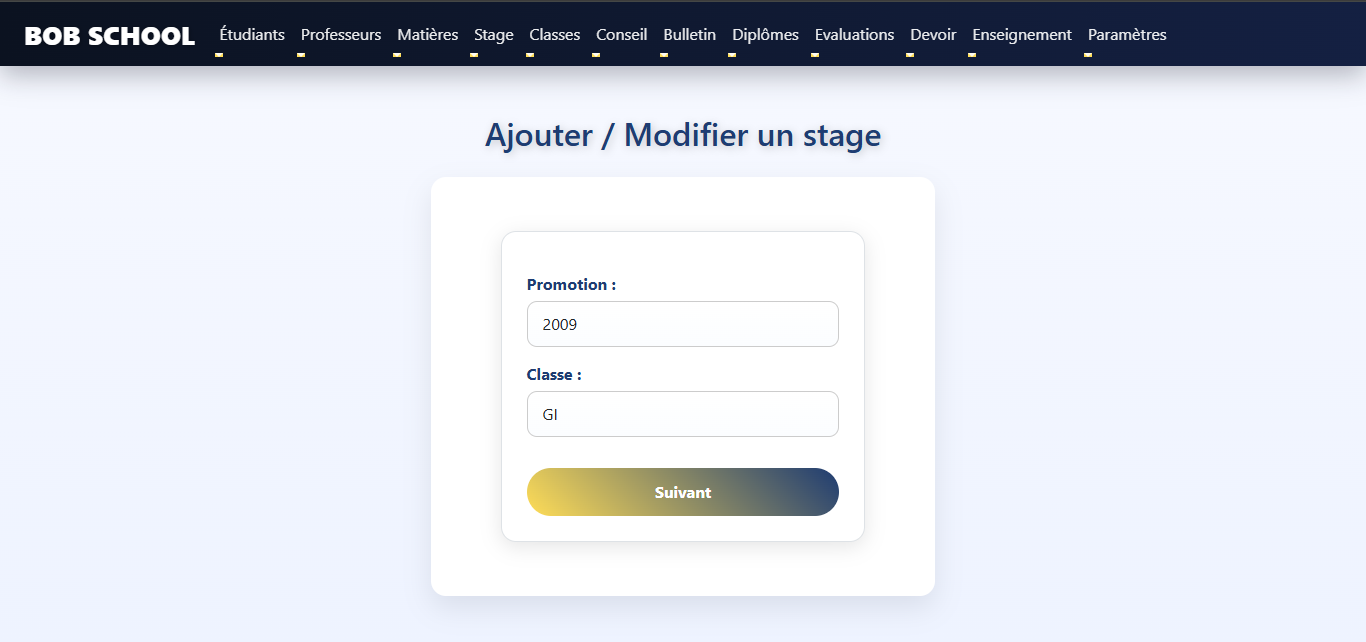 BOB SCHOOL Étudiants Professeurs Matières Stage Classes Conseil Bulletin Diplômes Evaluations Devoir Enseignement Paramètres
Ajouter / Modifier un stage
Promotion :
2009
Classe :
GI
Suivant